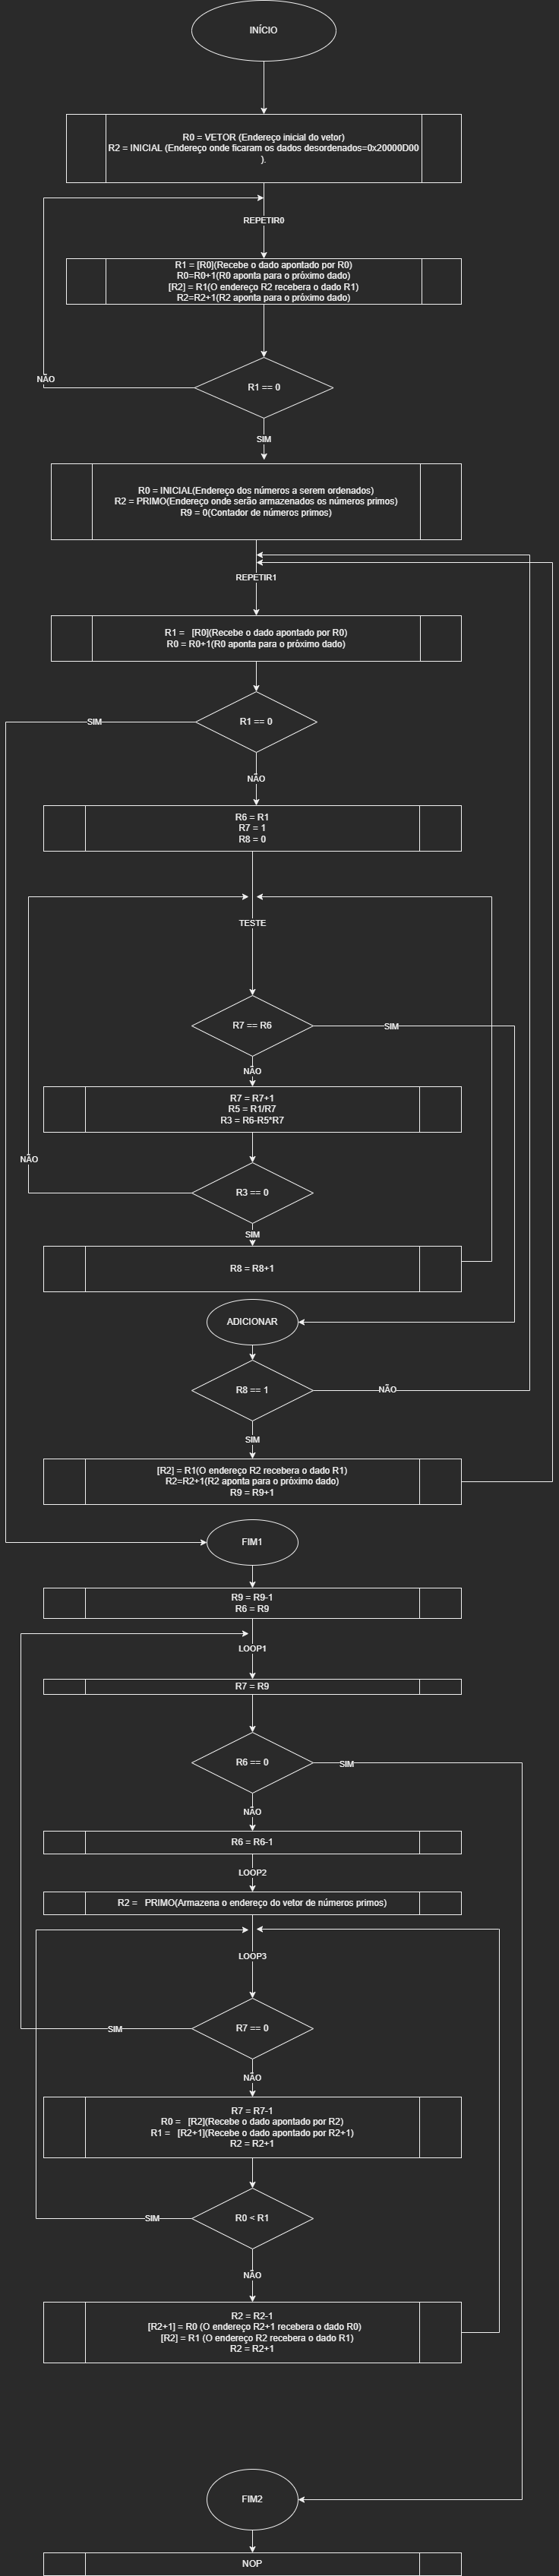 INÍCIO
R0 = VETOR (Endereço inicial do vetor)
R2 = INICIAL (Endereço onde ficaram os dados desordenados=0x20000D00
).
REPETIR0
R1 = [R0](Recebe o dado apontado por R0)
R0=R0+1(R0 aponta para o próximo dado)
[R2] = R1(O endereço R2 recebera o dado R1)
R2=R2+1(R2 aponta para o próximo dado)
NÃO
R1 == 0
SIM
R0 = INICIAL(Endereço dos números a serem ordenados)
R2 = PRIMO(Endereço onde serão armazenados os números primos)
R9 = 0(Contador de números primos)
REPETIR1
R1 = [R0](Recebe o dado apontado por R0)
R0 = R0+1(R0 aponta para o próximo dado)
SIM
R1 == 0
NÃO
R6 = R1
R7 = 1
R8 = 0
TESTE
R7 == R6
SIM
NÃO
R7 = R7+1
R5 = R1/R7
R3 = R6-R5*R7
NÃO
R3 == 0
SIM
R8 = R8+1
ADICIONAR
R8 == 1
NÃO
SIM
[R2] = R1(O endereço R2 recebera o dado R1)
R2=R2+1(R2 aponta para o próximo dado)
R9 = R9+1
FIM1
R9 = R9-1
R6 = R9
LOOP1
R7 = R9
R6 == 0
SIM
NÃO
R6 = R6-1
LOOP2
R2 = PRIMO(Armazena o endereço do vetor de números primos)
LOOP3
R7 == 0
SIM
NÃO
R7 = R7-1
R0 = [R2](Recebe o dado apontado por R2)
R1 = [R2+1](Recebe o dado apontado por R2+1)
R2 = R2+1
R0 < R1
SIM
NÃO
R2 = R2-1
[R2+1] = R0 (O endereço R2+1 recebera o dado R0)
[R2] = R1 (O endereço R2 recebera o dado R1)
R2 = R2+1
FIM2
NOP